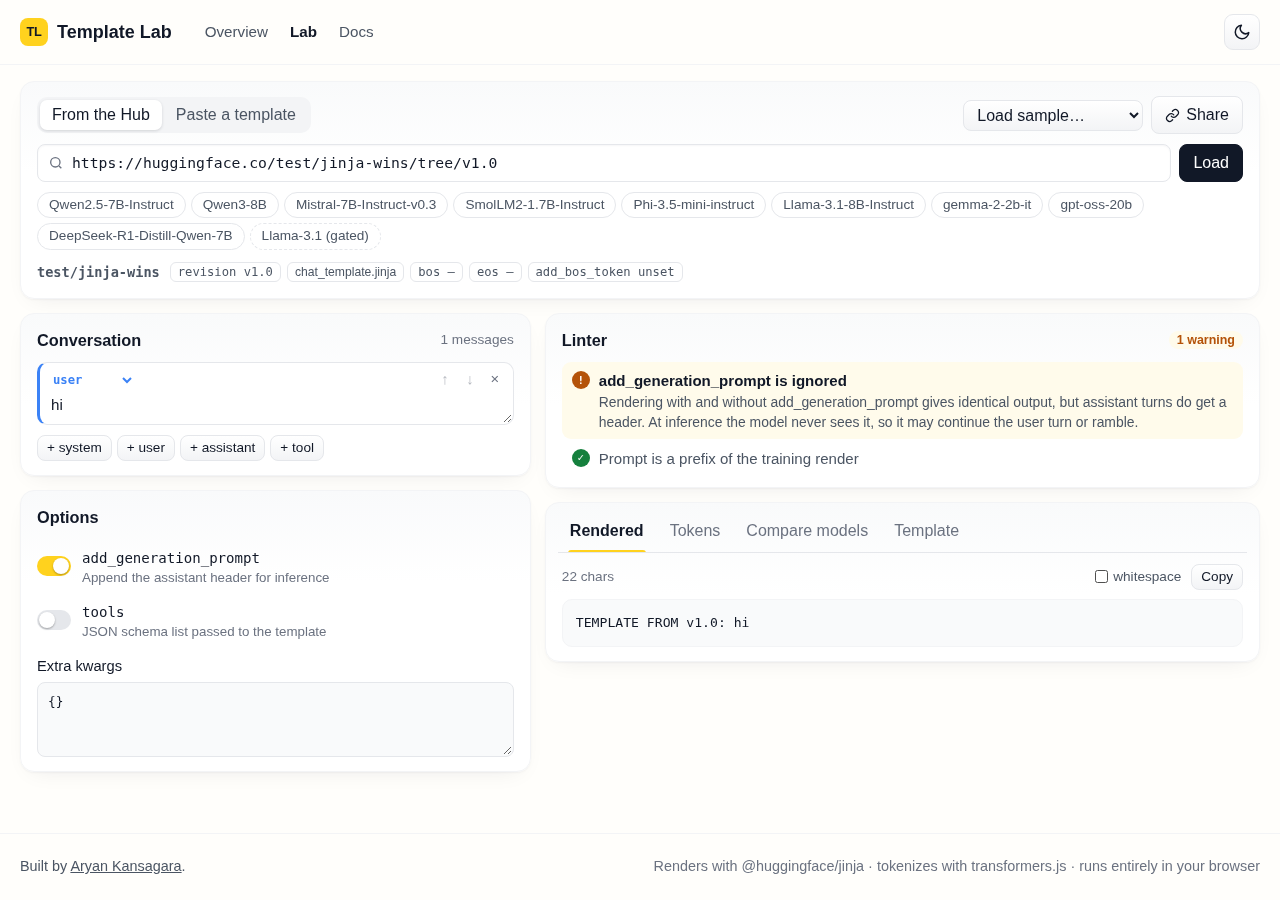 TL Template Lab Overview Lab Docs
From the Hub Paste a template Load sample… Share
https://huggingface.co/test/jinja-wins/tree/v1.0 Load
Qwen2.5-7B-Instruct Qwen3-8B Mistral-7B-Instruct-v0.3 SmolLM2-1.7B-Instruct Phi-3.5-mini-instruct Llama-3.1-8B-Instruct gemma-2-2b-it gpt-oss-20b
DeepSeek-R1-Distill-Qwen-7B Llama-3.1 (gated)
test/jinja-wins revision v1.0 chat_template.jinja bos — eos — add_bos_token unset
Conversation 1 messages
user ↑ ↓ ×
hi
+ system + user + assistant + tool
Options
add_generation_prompt
Append the assistant header for inference
tools
JSON schema list passed to the template
Extra kwargs
{}
Linter 1 warning
! add_generation_prompt is ignored
Rendering with and without add_generation_prompt gives identical output, but assistant turns do get a
header. At inference the model never sees it, so it may continue the user turn or ramble.
✓ Prompt is a prefix of the training render
Rendered Tokens Compare models Template
22 chars whitespace Copy
TEMPLATE FROM v1.0: hi
Built by Aryan Kansagara. Renders with @huggingface/jinja · tokenizes with transformers.js · runs entirely in your browser